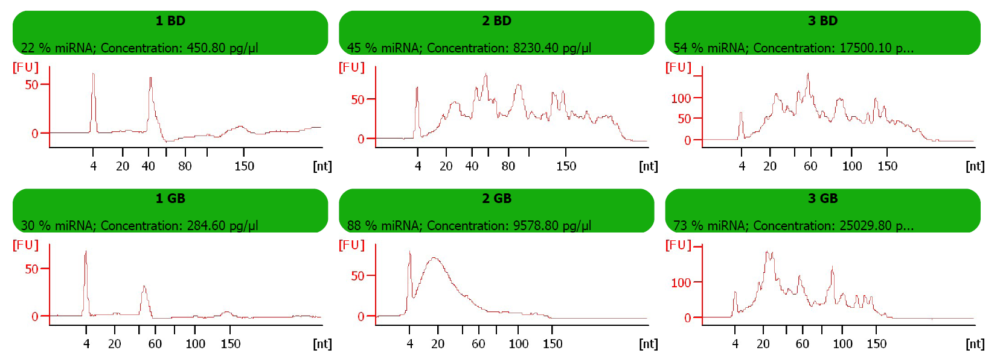 1 BD
22 % miRNA; Concentration: 450.80 pg/µl
[FU]
50
0
4 20 40 80 150 [nt]
2 BD
45 % miRNA; Concentration: 8230.40 pg/µl
[FU]
50
0
4 20 40 80 150 [nt]
3 BD
54 % miRNA; Concentration: 17500.10 p...
[FU]
100
50
0
4 20 60 100 150 [nt]
1 GB
30 % miRNA; Concentration: 284.60 pg/µl
[FU]
50
0
4 20 60 100 150 [nt]
2 GB
88 % miRNA; Concentration: 9578.80 pg/µl
[FU]
50
0
4 20 60 100 150 [nt]
3 GB
73 % miRNA; Concentration: 25029.80 p...
[FU]
100
0
4 20 60 100 150 [nt]